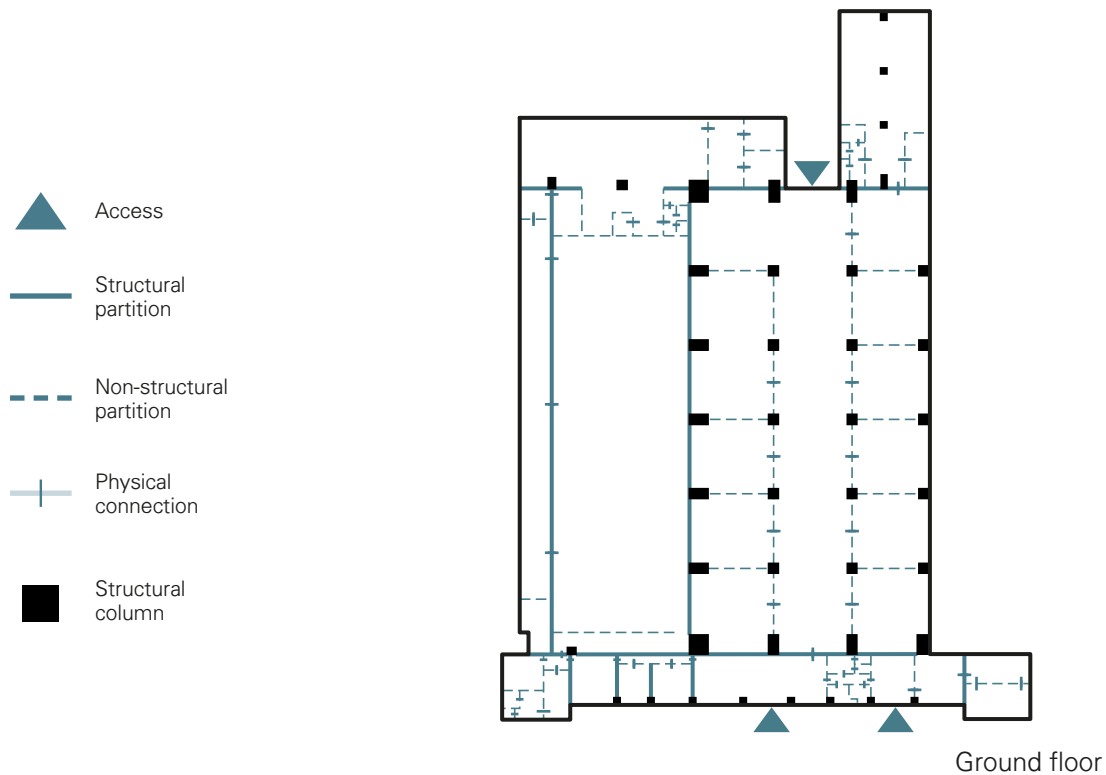 Access
Structural
partition
Non-structural
partition
Physical
connection
Structural
column
Ground floor